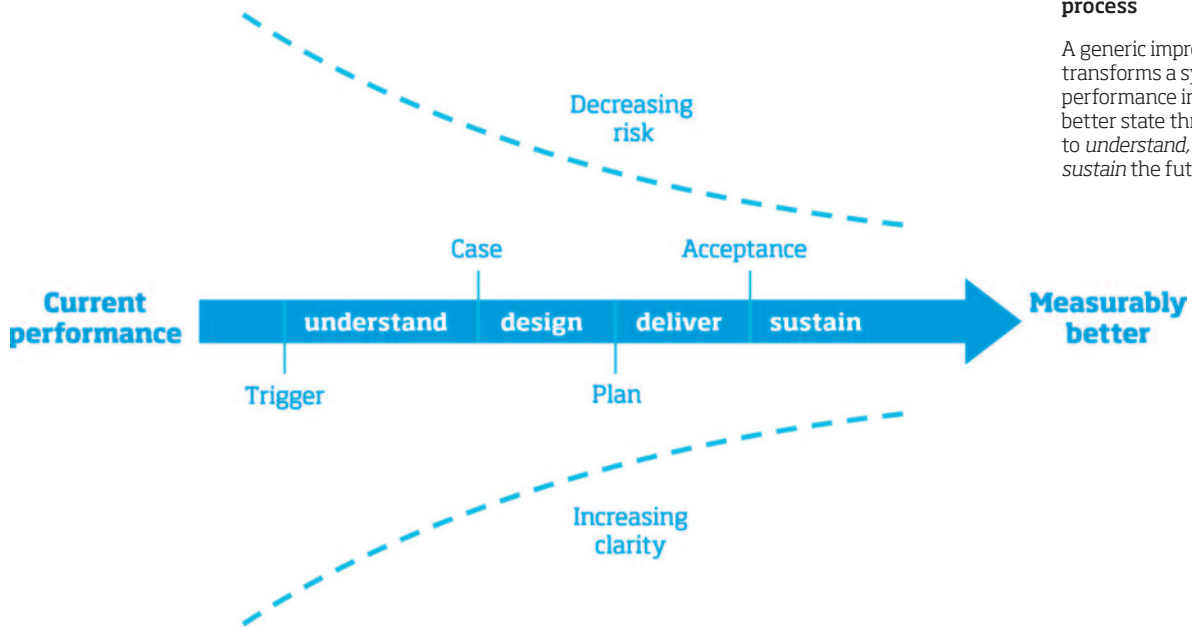 process
A generic impro
transforms a sy
performance in
better state thr
to understand,
sustain the fut
Decreasing
risk
Case
Acceptance
Current
performance
understand
design
deliver
sustain
Measurably
better
Trigger
Plan
Increasing
clarity